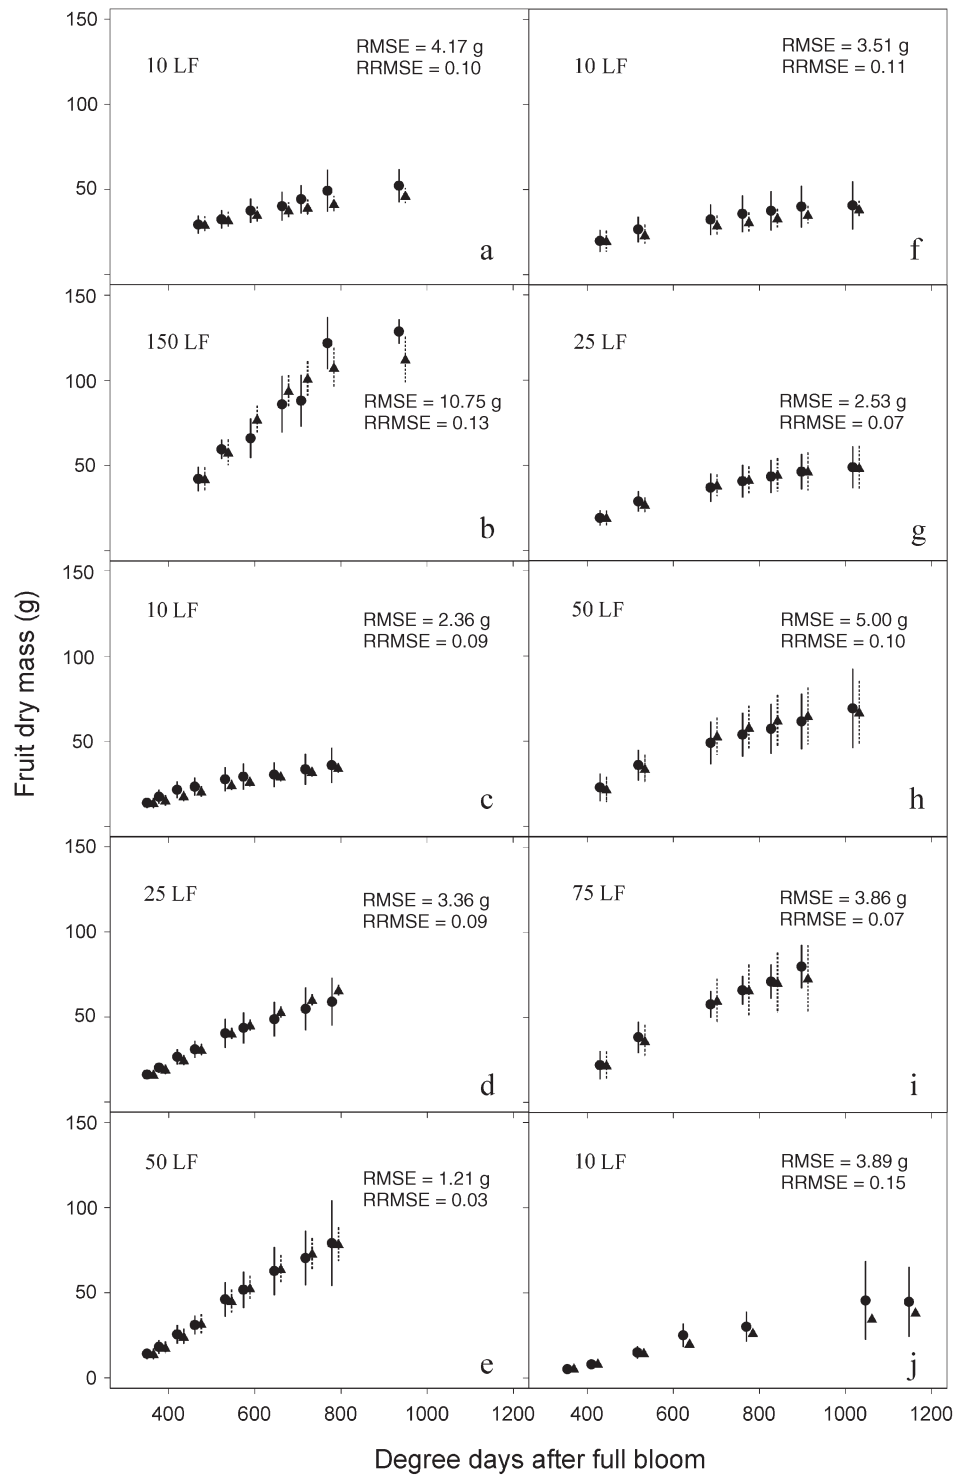 150
10 LF
RMSE = 4.17 g
RRMSE = 0.10
100
50
a
10 LF
RMSE = 3.51 g
RRMSE = 0.11
f
150
150 LF
100
RMSE = 10.75 g
RRMSE = 0.13
50
b
25 LF
RMSE = 2.53 g
RRMSE = 0.07
g
150
10 LF
RMSE = 2.36 g
RRMSE = 0.09
100
50
c
50 LF
RMSE = 5.00 g
RRMSE = 0.10
h
150
25 LF
RMSE = 3.36 g
RRMSE = 0.09
100
50
d
75 LF
RMSE = 3.86 g
RRMSE = 0.07
i
150
50 LF
RMSE = 1.21 g
RRMSE = 0.03
100
50
0
e
10 LF
RMSE = 3.89 g
RRMSE = 0.15
j
400 600 800 1000 1200
400 600 800 1000 1200
Fruit dry mass (g)
Degree days after full bloom